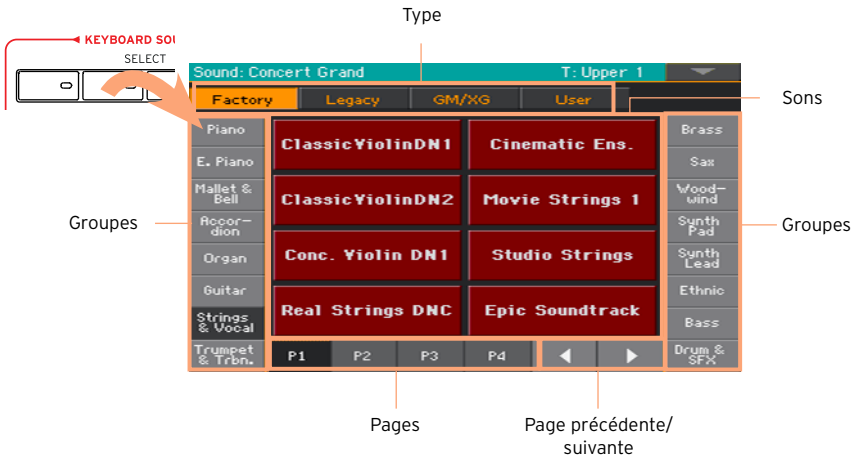 Type
KEYBOARD SOU
SELECT
Sound: Concert Grand T: Upper 1
Factory Legacy GM/XG User
Sons
Groupes
Piano
E. Piano
Mallet &
Bell
Accor-
dion
Organ
Guitar
Strings
& Vocal
Trumpet
& Trbn.
ClassicViolinDN1 Cinematic Ens.
ClassicViolinDN2 Movie Strings 1
Conc. Violin DN1 Studio Strings
Real Strings DNC Epic Soundtrack
Brass
Sax
Wood-
wind
Synth
Pad
Synth
Lead
Ethnic
Bass
Drum &
SFX
Groupes
P1 P2 P3 P4
Pages
Page précédente/
suivante